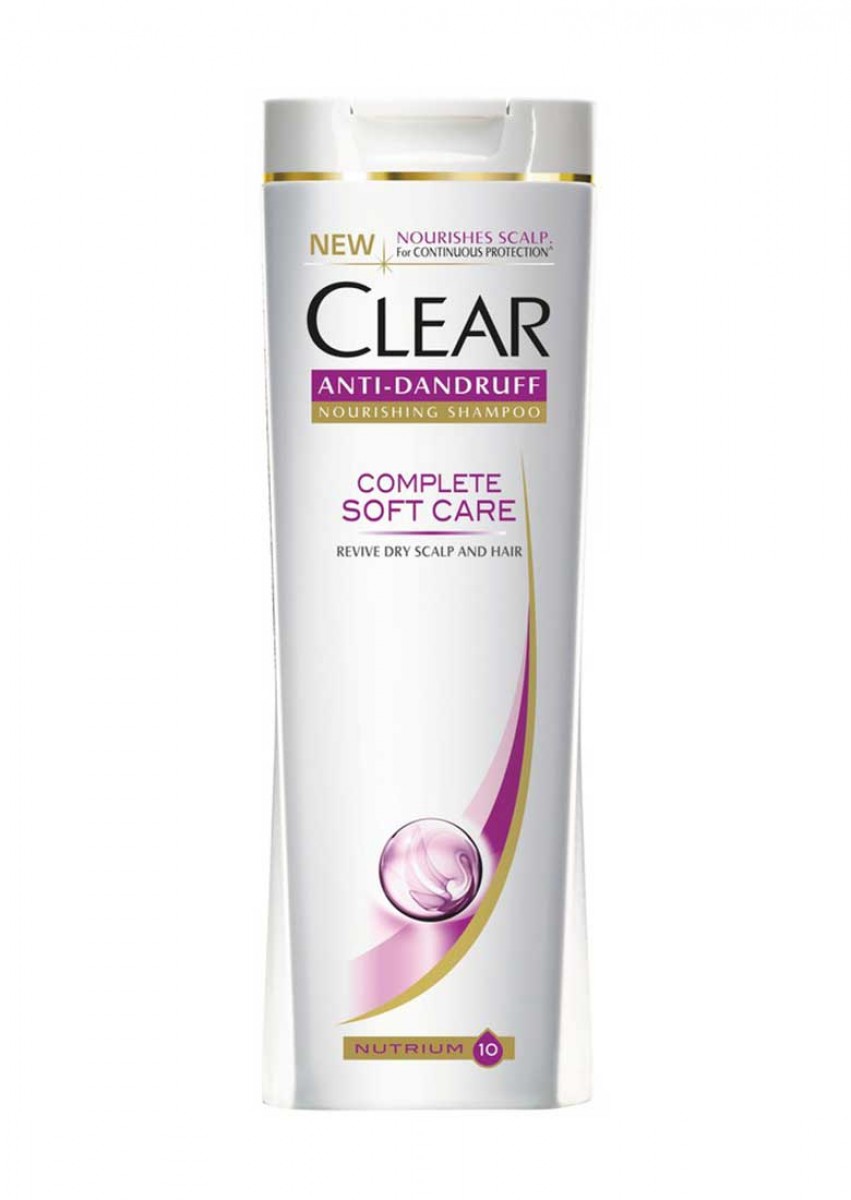 NEW
NOURISHES SCALP.
For CONTINUOUS PROTECTION^
CLEAR
ANTI-DANDRUFF
NOURISHING SHAMPOO
COMPLETE
SOFT CARE
REVIVE DRY SCALP AND HAIR
NUTRIUM 10